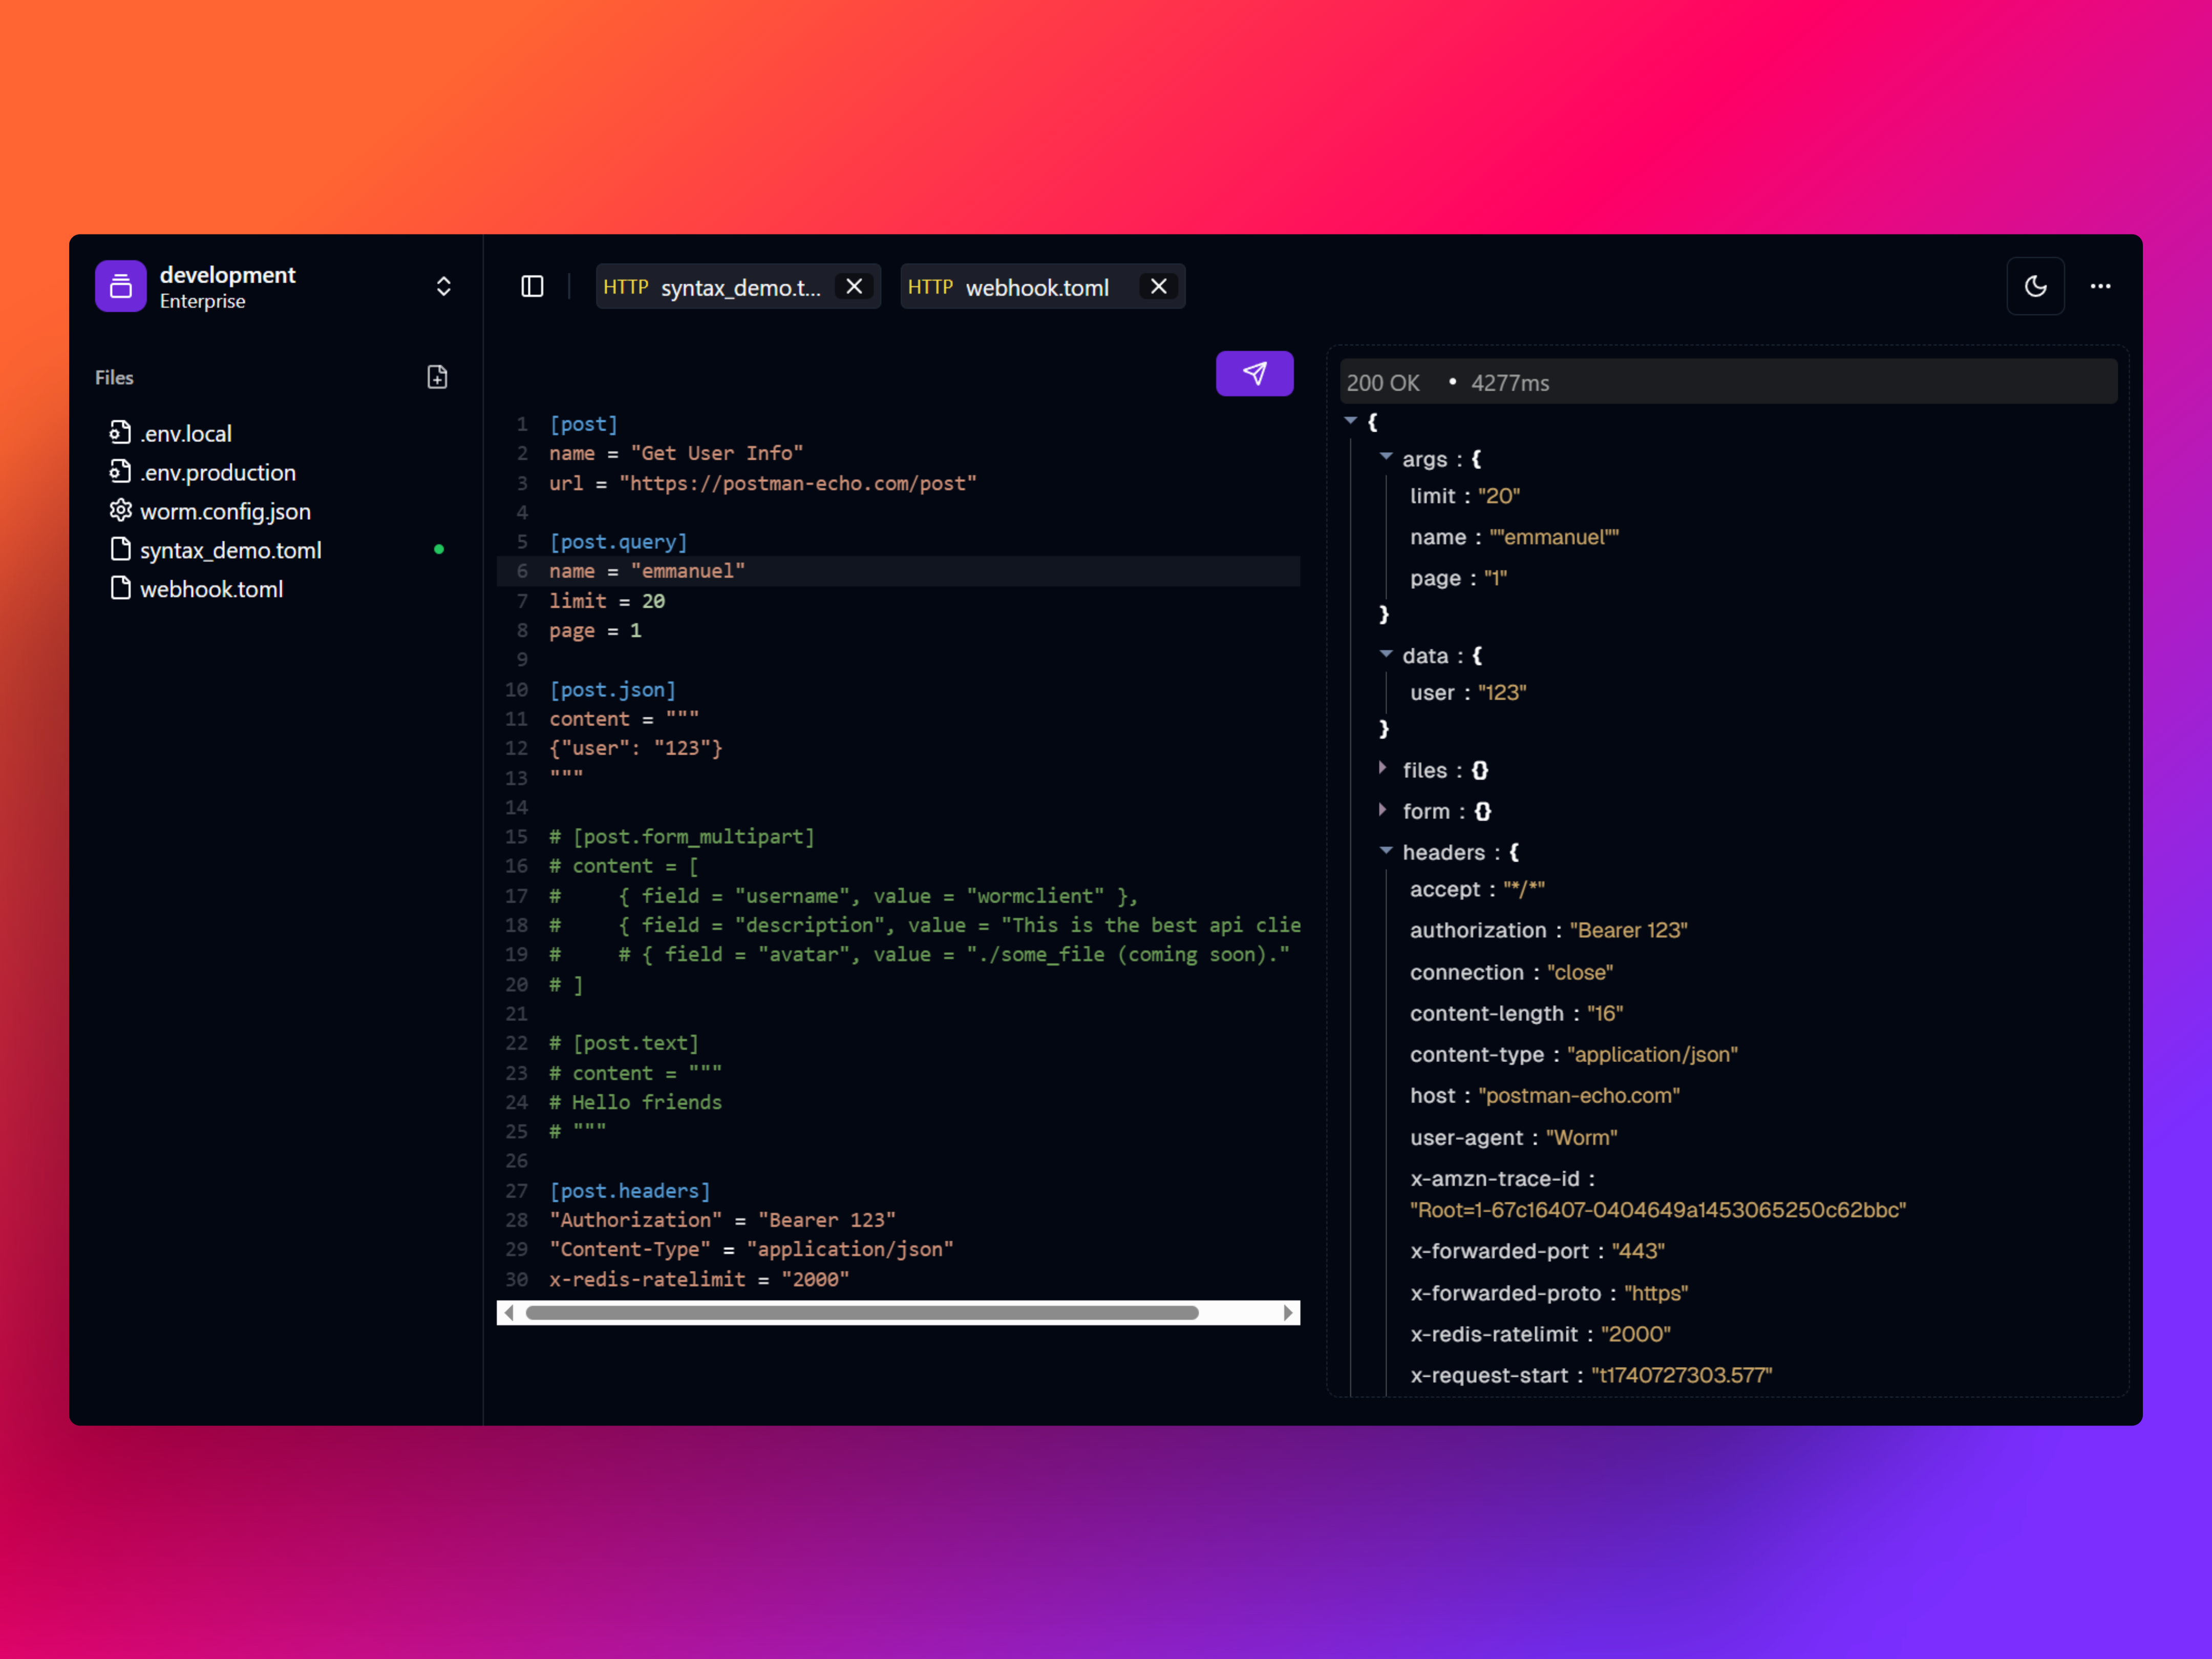 development
Enterprise
Files
.env.local
.env.production
worm.config.json
syntax_demo.toml
webhook.toml
HTTP syntax_demo.t...
HTTP webhook.toml
1 [post]
2 name = "Get User Info"
3 url = "https://postman-echo.com/post"
4
5 [post.query]
6 name = "emmanuel"
7 limit = 20
8 page = 1
9
10 [post.json]
11 content = """
12 {"user": "123"}
13 """
14
15 # [post.form_multipart]
16 # content = [
17 #     { field = "username", value = "wormclient" },
18 #     { field = "description", value = "This is the best api clie
19 #     # { field = "avatar", value = "./some_file (coming soon)."
20 # ]
21
22 # [post.text]
23 # content = """
24 # Hello friends
25 # """
26
27 [post.headers]
28 "Authorization" = "Bearer 123"
29 "Content-Type" = "application/json"
30 x-redis-ratelimit = "2000"
200 OK • 4277ms
{
args : {
limit : "20"
name : ""emmanuel""
page : "1"
}
data : {
user : "123"
}
files : {}
form : {}
headers : {
accept : "*/*"
authorization : "Bearer 123"
connection : "close"
content-length : "16"
content-type : "application/json"
host : "postman-echo.com"
user-agent : "Worm"
x-amzn-trace-id :
"Root=1-67c16407-0404649a1453065250c62bbc"
x-forwarded-port : "443"
x-forwarded-proto : "https"
x-redis-ratelimit : "2000"
x-request-start : "t1740727303.577"